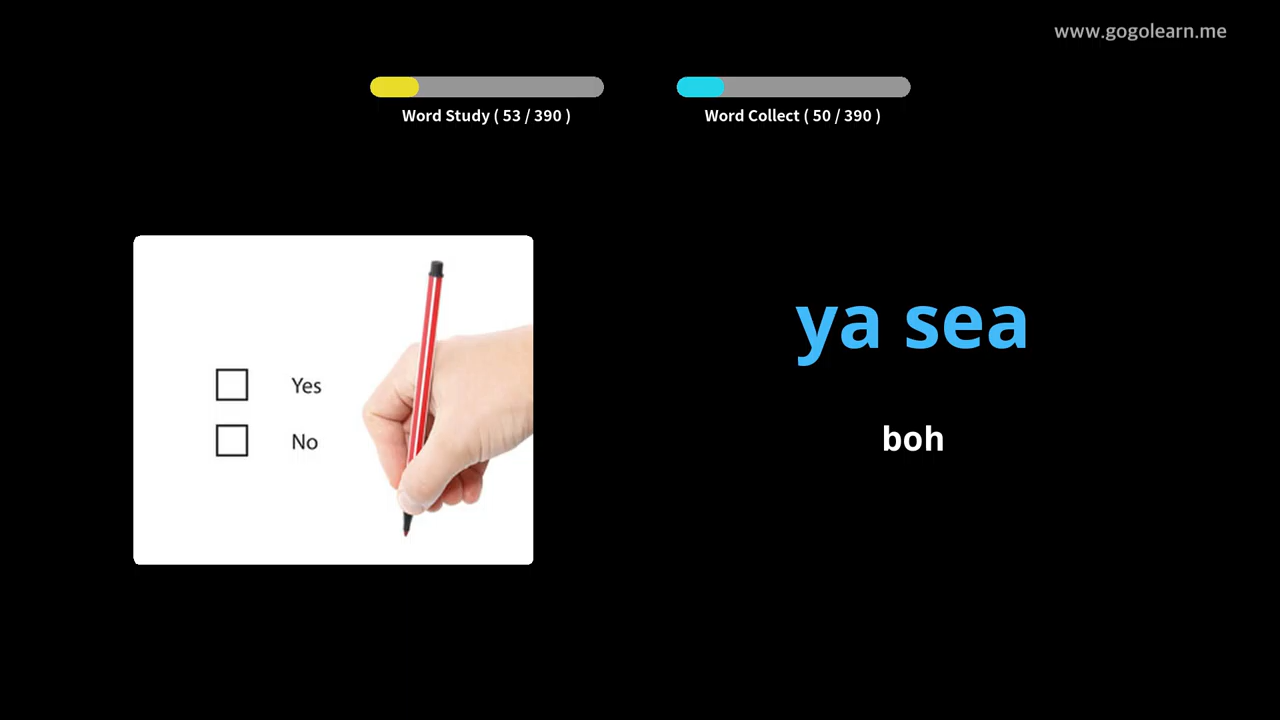 www.gogolearn.me
Word Study ( 53 / 390 )
Word Collect ( 50 / 390 )
Yes
No
ya sea
boh